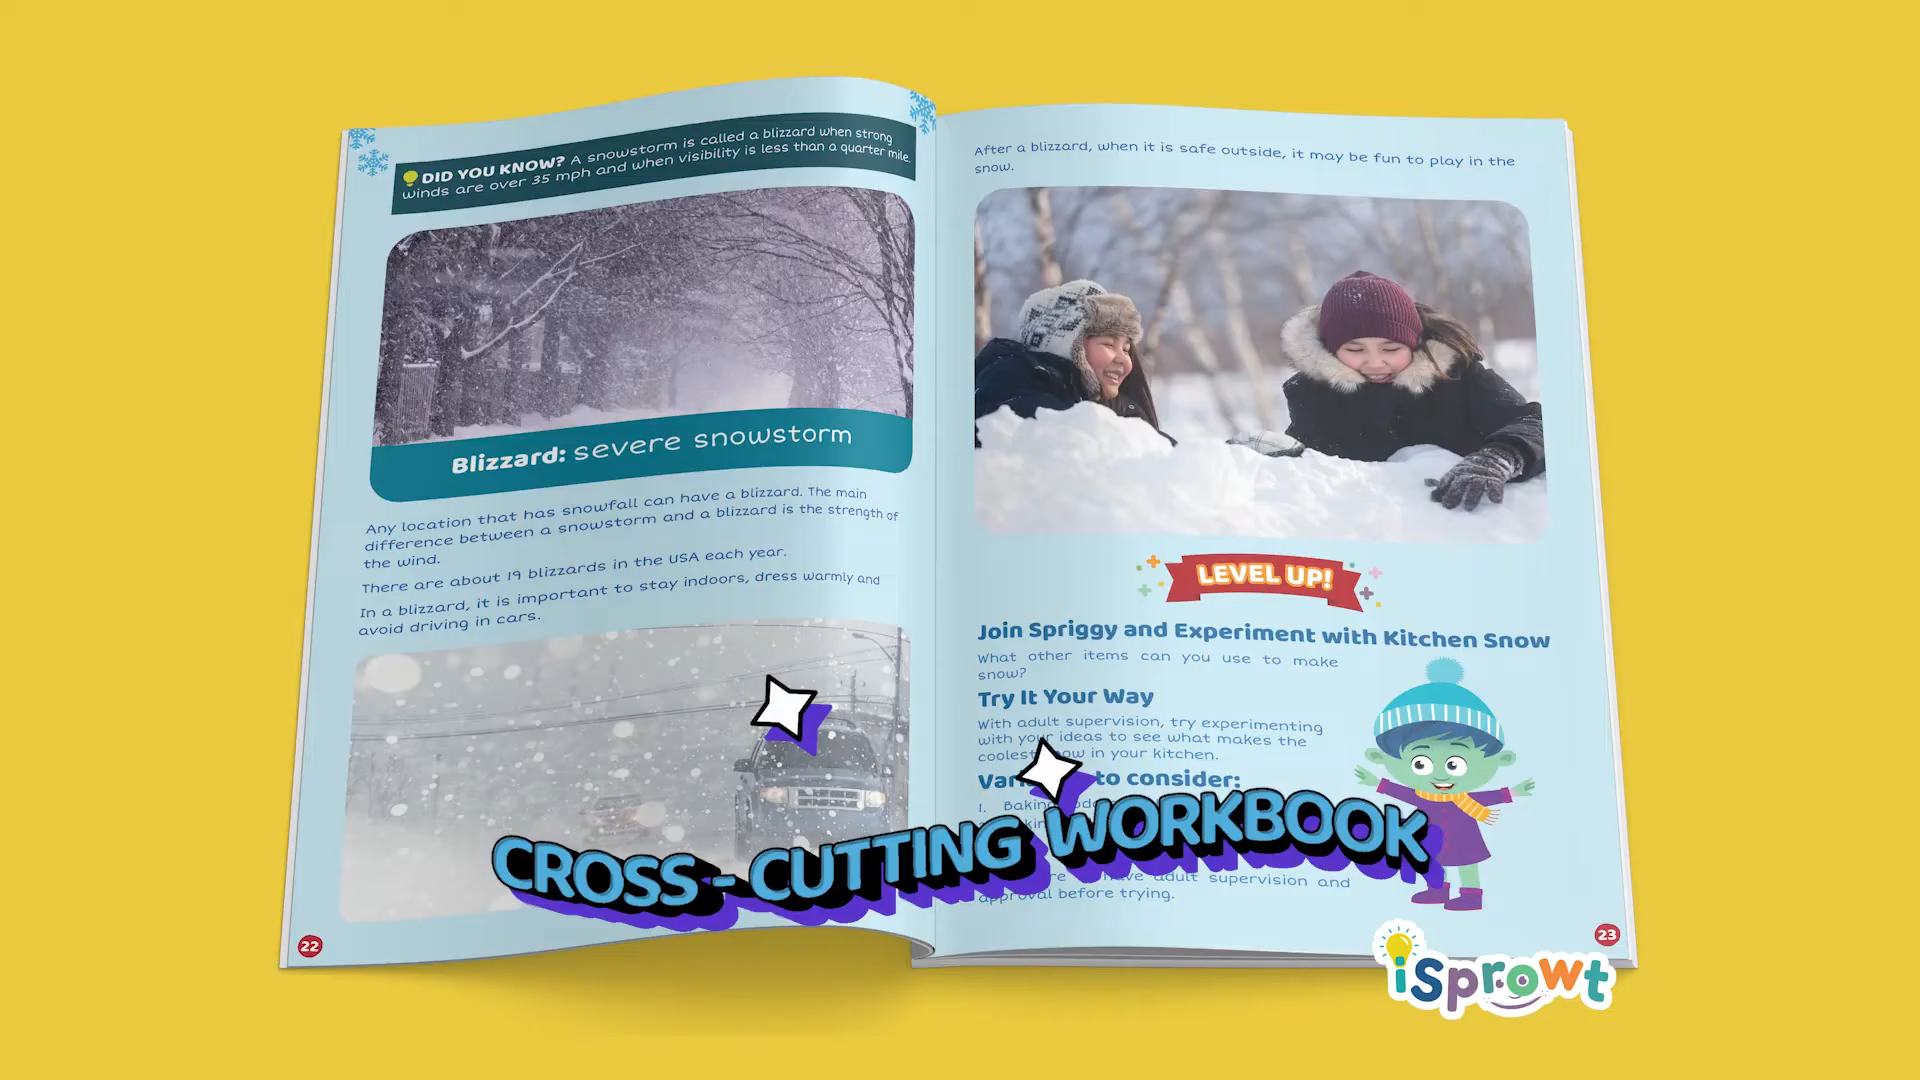 DID YOU KNOW? A snowstorm is called a blizzard when strong
winds are over 35 mph and when visibility is less than a quarter mile.
Blizzard: severe snowstorm
Any location that has snowfall can have a blizzard. The main
difference between a snowstorm and a blizzard is the strength of
the wind.
There are about 19 blizzards in the USA each year.
In a blizzard, it is important to stay indoors, dress warmly and
avoid driving in cars.
22
After a blizzard, when it is safe outside, it may be fun to play in the
snow.
LEVEL UP!
Join Spriggy and Experiment with Kitchen Snow
What other items can you use to make
snow?
Try It Your Way
With adult supervision, try experimenting
with your ideas to see what makes the
coolest snow in your kitchen.
to consider:
1. Baking
adult supervision and
approval before trying.
23
CROSS - CUTTING WORKBOOK
iSprowt